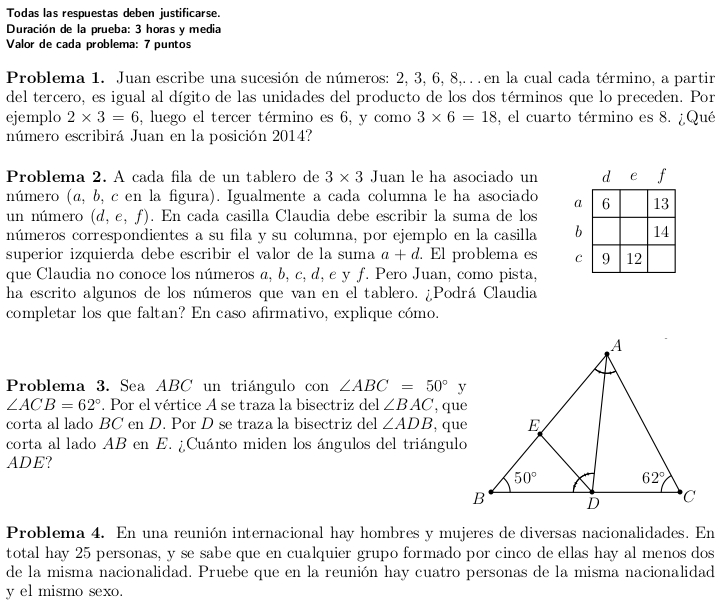 Todas las respuestas deben justificarse.
Duración de la prueba: 3 horas y media
Valor de cada problema: 7 puntos
Problema 1. Juan escribe una sucesión de números: 2, 3, 6, 8,... en la cual cada término, a partir
del tercero, es igual al dígito de las unidades del producto de los dos términos que lo preceden. Por
ejemplo 2 × 3 = 6, luego el tercer término es 6, y como 3 × 6 = 18, el cuarto término es 8. ¿Qué
número escribirá Juan en la posición 2014?
Problema 2. A cada fila de un tablero de 3 × 3 Juan le ha asociado un
número (a, b, c en la figura). Igualmente a cada columna le ha asociado
un número (d, e, f). En cada casilla Claudia debe escribir la suma de los
números correspondientes a su fila y su columna, por ejemplo en la casilla
superior izquierda debe escribir el valor de la suma a + d. El problema es
que Claudia no conoce los números a, b, c, d, e y f. Pero Juan, como pista,
ha escrito algunos de los números que van en el tablero. ¿Podrá Claudia
completar los que faltan? En caso afirmativo, explique cómo.
d e f
a 6 13
b 14
c 9 12
Problema 3. Sea ABC un triángulo con ∠ABC = 50° y
∠ACB = 62°. Por el vértice A se traza la bisectriz del ∠BAC, que
corta al lado BC en D. Por D se traza la bisectriz del ∠ADB, que
corta al lado AB en E. ¿Cuánto miden los ángulos del triángulo
ADE?
A
E
50° 62°
B D C
Problema 4. En una reunión internacional hay hombres y mujeres de diversas nacionalidades. En
total hay 25 personas, y se sabe que en cualquier grupo formado por cinco de ellas hay al menos dos
de la misma nacionalidad. Pruebe que en la reunión hay cuatro personas de la misma nacionalidad
y el mismo sexo.